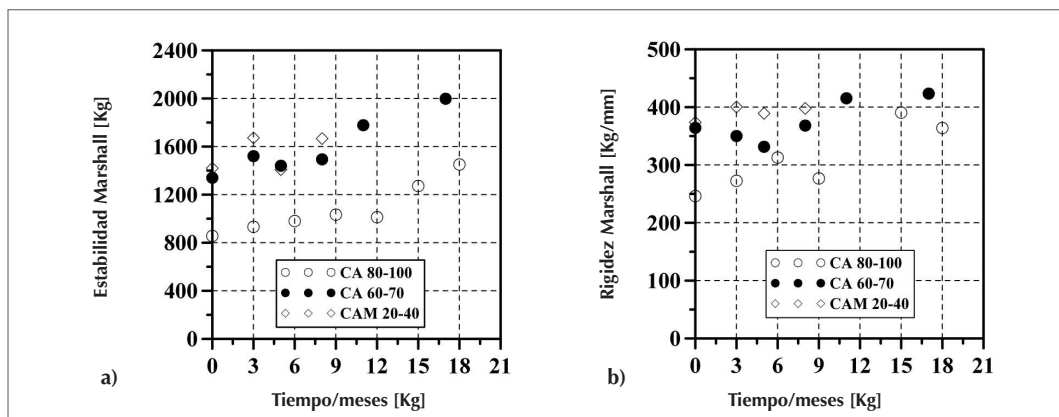 Estabilidad Marshall [Kg]
2400
2000
1600
1200
800
400
0
CA 80-100
CA 60-70
CAM 20-40
0 3 6 9 12 15 18 21
a)
Tiempo/meses [Kg]
Rigidez Marshall [Kg/mm]
500
400
300
200
100
0
CA 80-100
CA 60-70
CAM 20-40
0 3 6 9 12 15 18 21
b)
Tiempo/meses [Kg]